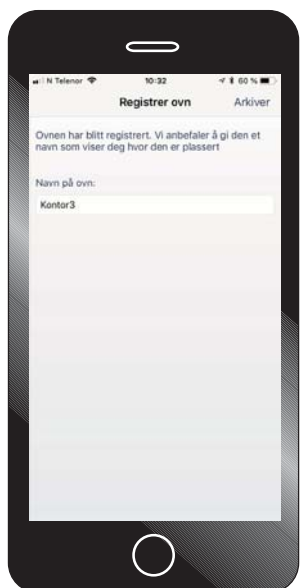 N Telenor 10:32 60 %
Registrer ovn Arkiver
Ovnen har blitt registrert. Vi anbefaler å gi den et
navn som viser deg hvor den er plassert
Navn på ovn:
Kontor3